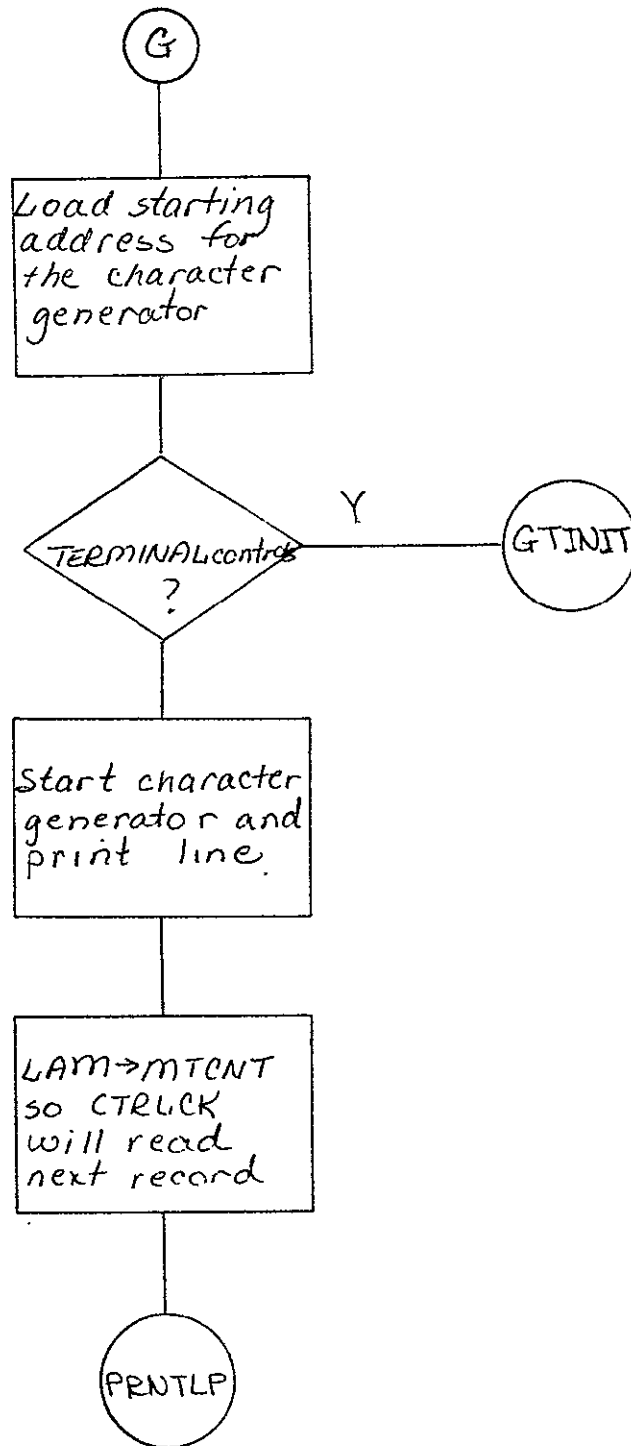 G
Load starting
address for
the character
generator
TERMINAL controls
?
Y
GTINIT
Start character
generator and
print line.
LAM→MTCNT
so CTRLCK
will read
next record
PRNTLP